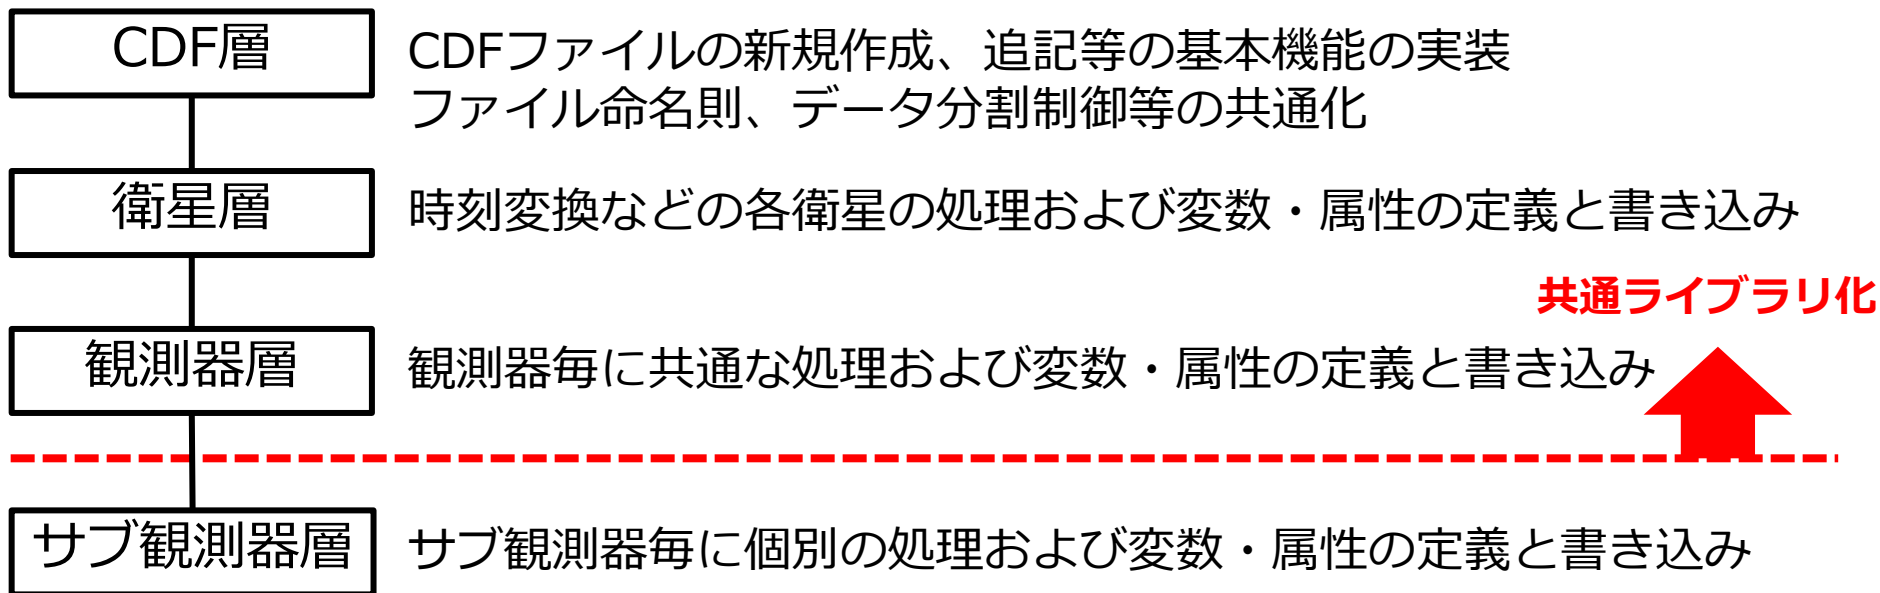 CDF層
CDFファイルの新規作成、追記等の基本機能の実装
ファイル命名則、データ分割制御等の共通化
衛星層
時刻変換などの各衛星の処理および変数・属性の定義と書き込み
共通ライブラリ化
観測器層
観測器毎に共通な処理および変数・属性の定義と書き込み
サブ観測器層
サブ観測器毎に個別の処理および変数・属性の定義と書き込み